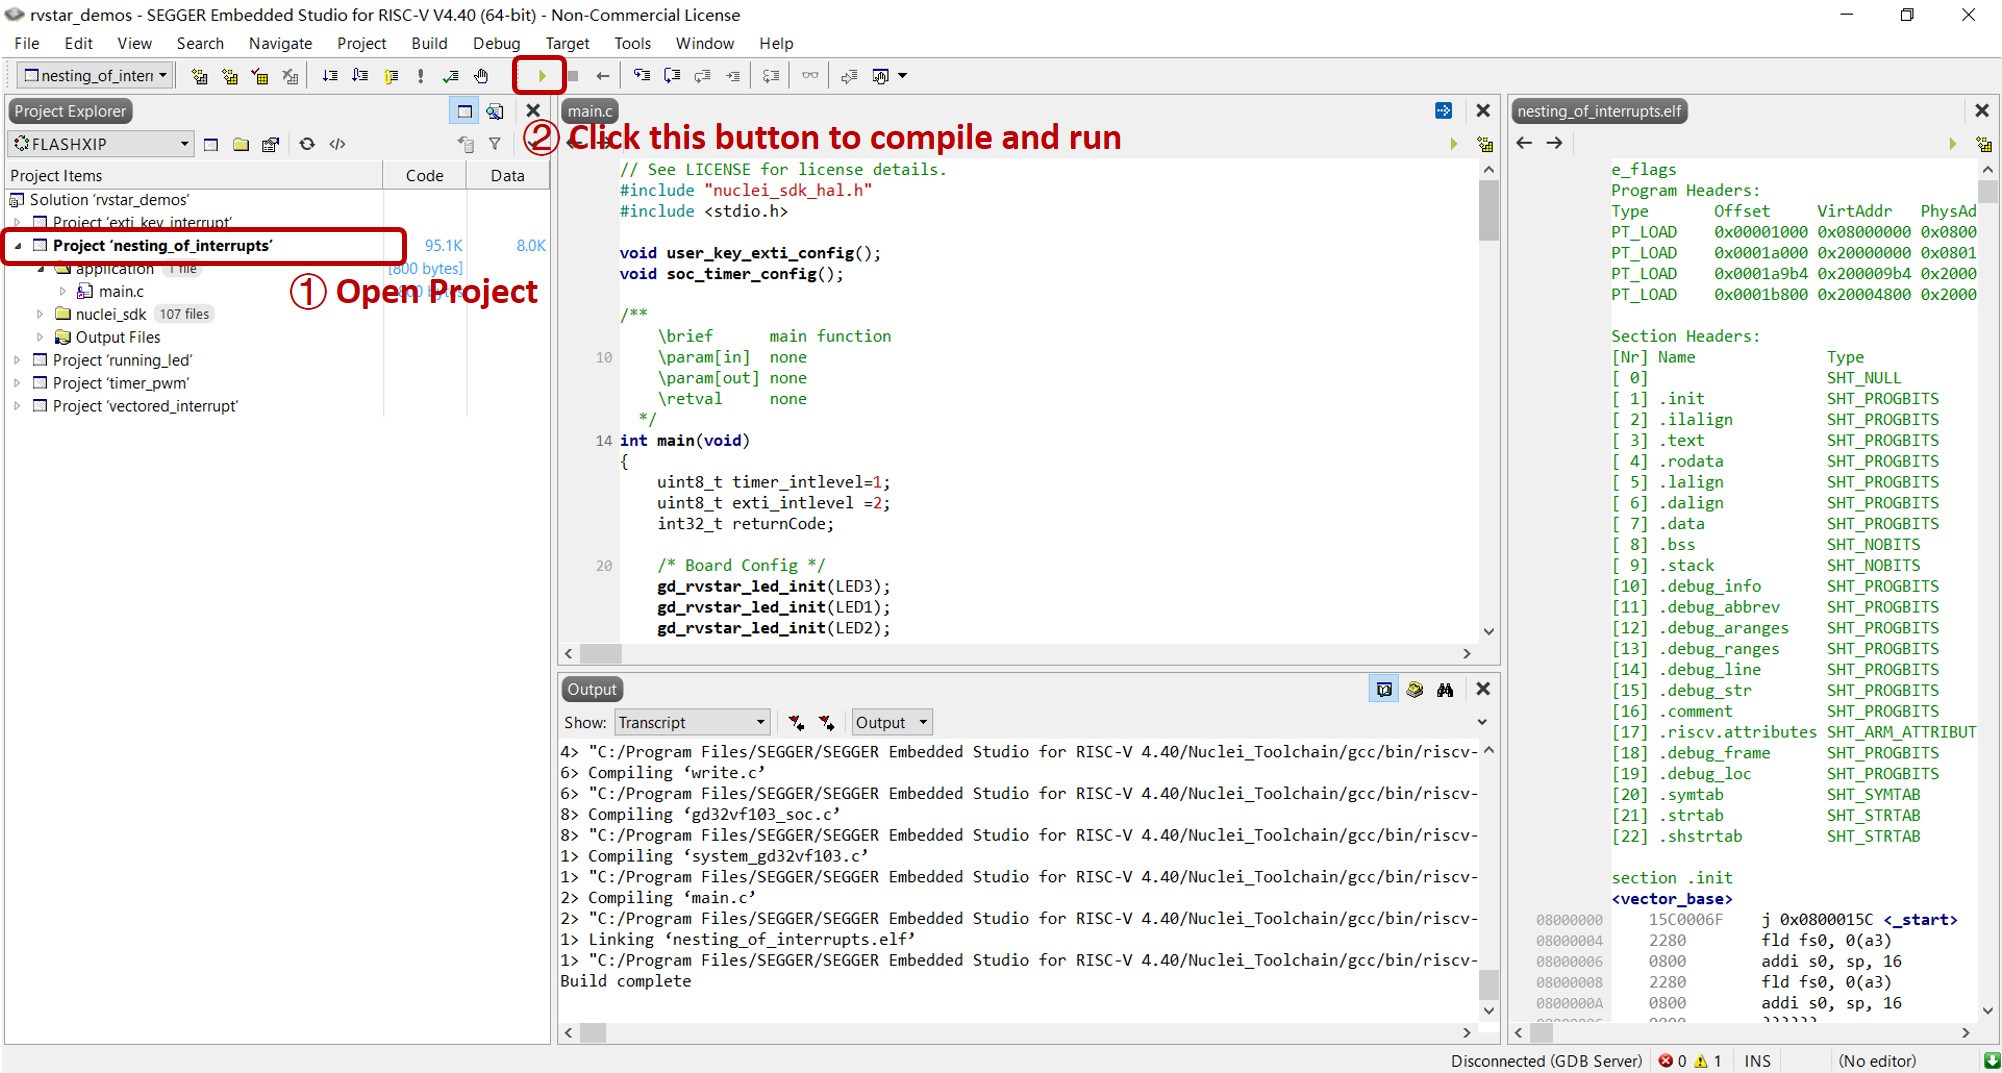 rvstar_demos - SEGGER Embedded Studio for RISC-V V4.40 (64-bit) - Non-Commercial License
File Edit View Search Navigate Project Build Debug Target Tools Window Help
nesting_of_inter
Project Explorer
FLASHXIP
Project Items Code Data
Solution 'rvstar_demos'
Project 'exti_key_interrupt'
Project 'nesting_of_interrupts' 95.1K 8.0K
application 1 file [800 bytes]
main.c
nuclei_sdk 107 files
Output Files
Project 'running_led'
Project 'timer_pwm'
Project 'vectored_interrupt'
① Open Project
② Click this button to compile and run
main.c
// See LICENSE for license details.
#include "nuclei_sdk_hal.h"
#include <stdio.h>
void user_key_exti_config();
void soc_timer_config();
/**
\brief main function
10 \param[in] none
\param[out] none
\retval none
*/
14 int main(void)
{
uint8_t timer_intlevel=1;
uint8_t exti_intlevel =2;
int32_t returnCode;
20 /* Board Config */
gd_rvstar_led_init(LED3);
gd_rvstar_led_init(LED1);
gd_rvstar_led_init(LED2);
Output
Show: Transcript Output
4> "C:/Program Files/SEGGER/SEGGER Embedded Studio for RISC-V 4.40/Nuclei_Toolchain/gcc/bin/riscv-
6> Compiling ‘write.c’
6> "C:/Program Files/SEGGER/SEGGER Embedded Studio for RISC-V 4.40/Nuclei_Toolchain/gcc/bin/riscv-
8> Compiling ‘gd32vf103_soc.c’
8> "C:/Program Files/SEGGER/SEGGER Embedded Studio for RISC-V 4.40/Nuclei_Toolchain/gcc/bin/riscv-
1> Compiling ‘system_gd32vf103.c’
1> "C:/Program Files/SEGGER/SEGGER Embedded Studio for RISC-V 4.40/Nuclei_Toolchain/gcc/bin/riscv-
2> Compiling ‘main.c’
2> "C:/Program Files/SEGGER/SEGGER Embedded Studio for RISC-V 4.40/Nuclei_Toolchain/gcc/bin/riscv-
1> Linking ‘nesting_of_interrupts.elf’
1> "C:/Program Files/SEGGER/SEGGER Embedded Studio for RISC-V 4.40/Nuclei_Toolchain/gcc/bin/riscv-
Build complete
nesting_of_interrupts.elf
e_flags
Program Headers:
Type Offset VirtAddr PhysAd
PT_LOAD 0x00001000 0x08000000 0x0800
PT_LOAD 0x0001a000 0x20000000 0x0801
PT_LOAD 0x0001a9b4 0x200009b4 0x2000
PT_LOAD 0x0001b800 0x20004800 0x2000
Section Headers:
[Nr] Name Type
[ 0] SHT_NULL
[ 1] .init SHT_PROGBITS
[ 2] .ilalign SHT_PROGBITS
[ 3] .text SHT_PROGBITS
[ 4] .rodata SHT_PROGBITS
[ 5] .lalign SHT_PROGBITS
[ 6] .dalign SHT_PROGBITS
[ 7] .data SHT_PROGBITS
[ 8] .bss SHT_NOBITS
[ 9] .stack SHT_NOBITS
[10] .debug_info SHT_PROGBITS
[11] .debug_abbrev SHT_PROGBITS
[12] .debug_aranges SHT_PROGBITS
[13] .debug_ranges SHT_PROGBITS
[14] .debug_line SHT_PROGBITS
[15] .debug_str SHT_PROGBITS
[16] .comment SHT_PROGBITS
[17] .riscv.attributes SHT_ARM_ATTRIBUT
[18] .debug_frame SHT_PROGBITS
[19] .debug_loc SHT_PROGBITS
[20] .symtab SHT_SYMTAB
[21] .strtab SHT_STRTAB
[22] .shstrtab SHT_STRTAB
section .init
<vector_base>
08000000 15C0006F j 0x0800015C <_start>
08000004 2280 fld fs0, 0(a3)
08000006 0800 addi s0, sp, 16
08000008 2280 fld fs0, 0(a3)
0800000A 0800 addi s0, sp, 16
Disconnected (GDB Server) 0 1 INS (No editor)